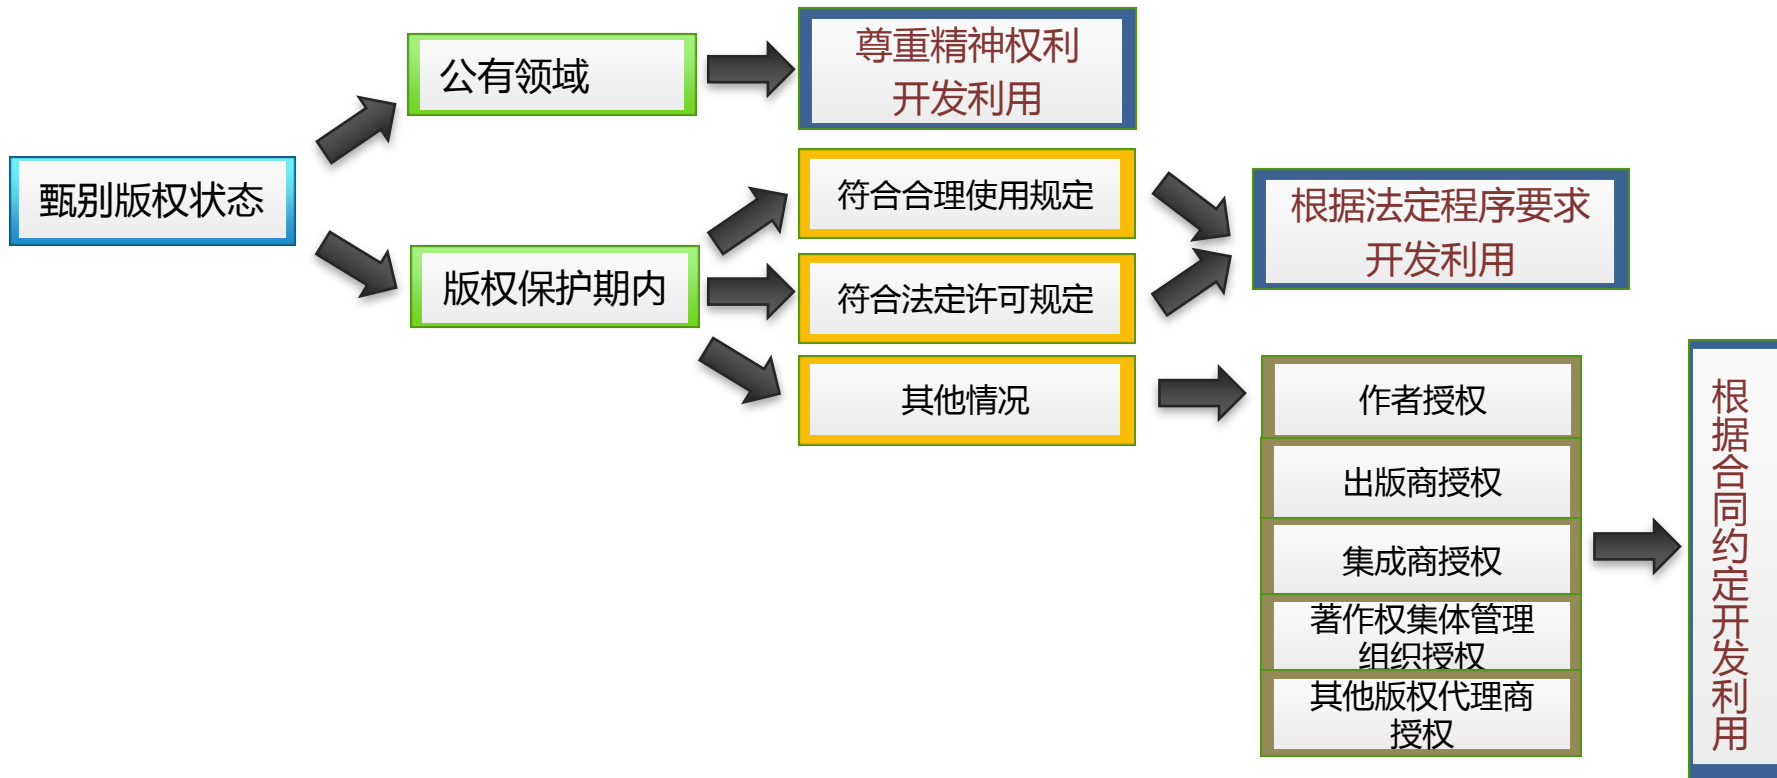 甄别版权状态
公有领域
尊重精神权利
开发利用
版权保护期内
符合合理使用规定
符合法定许可规定
其他情况
根据法定程序要求
开发利用
作者授权
出版商授权
集成商授权
著作权集体管理
组织授权
其他版权代理商
授权
根据合同约定开发利用